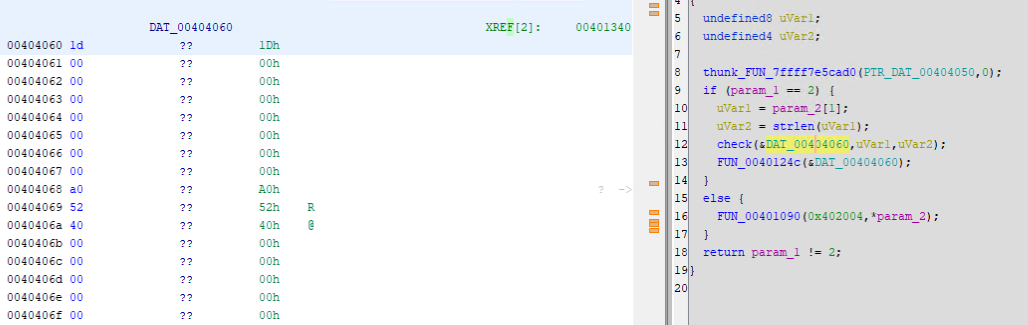 DAT_00404060 XREF[2]: 00401340
00404060 1d ?? 1Dh
00404061 00 ?? 00h
00404062 00 ?? 00h
00404063 00 ?? 00h
00404064 00 ?? 00h
00404065 00 ?? 00h
00404066 00 ?? 00h
00404067 00 ?? 00h
00404068 a0 ?? A0h ? ->
00404069 52 ?? 52h R
0040406a 40 ?? 40h @
0040406b 00 ?? 00h
0040406c 00 ?? 00h
0040406d 00 ?? 00h
0040406e 00 ?? 00h
0040406f 00 ?? 00h
4 {
5 undefined8 uVar1;
6 undefined4 uVar2;
7
8 thunk_FUN_7ffff7e5cad0(PTR_DAT_00404050,0);
9 if (param_1 == 2) {
10 uVar1 = param_2[1];
11 uVar2 = strlen(uVar1);
12 check(&DAT_00404060,uVar1,uVar2);
13 FUN_0040124c(&DAT_00404060);
14 }
15 else {
16 FUN_00401090(0x402004,*param_2);
17 }
18 return param_1 != 2;
19 }
20